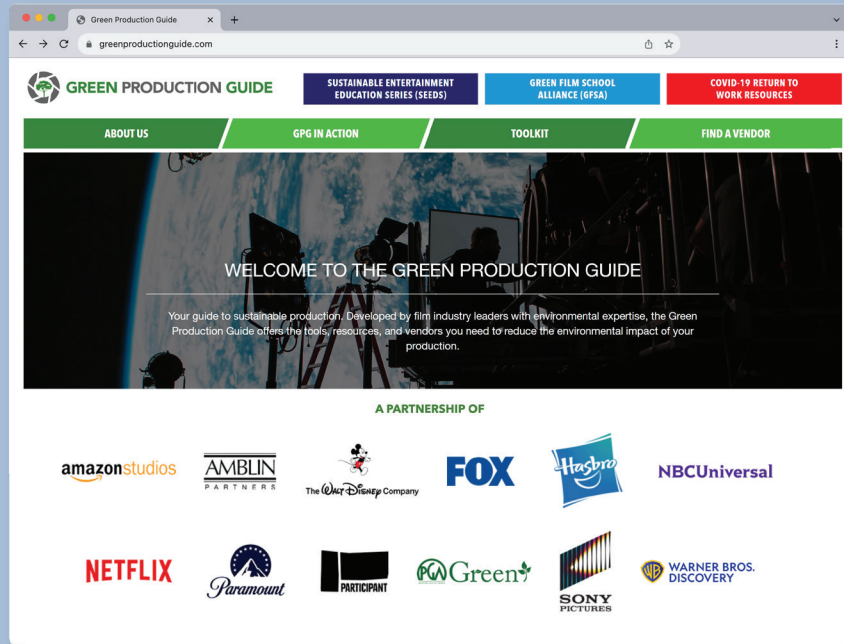 Green Production Guide
greenproductionguide.com
GREEN PRODUCTION GUIDE
SUSTAINABLE ENTERTAINMENT
EDUCATION SERIES (SEEDS)
GREEN FILM SCHOOL
ALLIANCE (GFSA)
COVID-19 RETURN TO
WORK RESOURCES
ABOUT US
GPG IN ACTION
TOOLKIT
FIND A VENDOR
WELCOME TO THE GREEN PRODUCTION GUIDE
Your guide to sustainable production. Developed by film industry leaders with environmental expertise, the Green
Production Guide offers the tools, resources, and vendors you need to reduce the environmental impact of your
production.
A PARTNERSHIP OF
amazonstudios
AMBLIN
PARTNERS
The WALT DISNEY Company
FOX
Hasbro
NBCUniversal
NETFLIX
Paramount
PARTICIPANT
PGA Green
SONY
PICTURES
WB WARNER BROS.
DISCOVERY